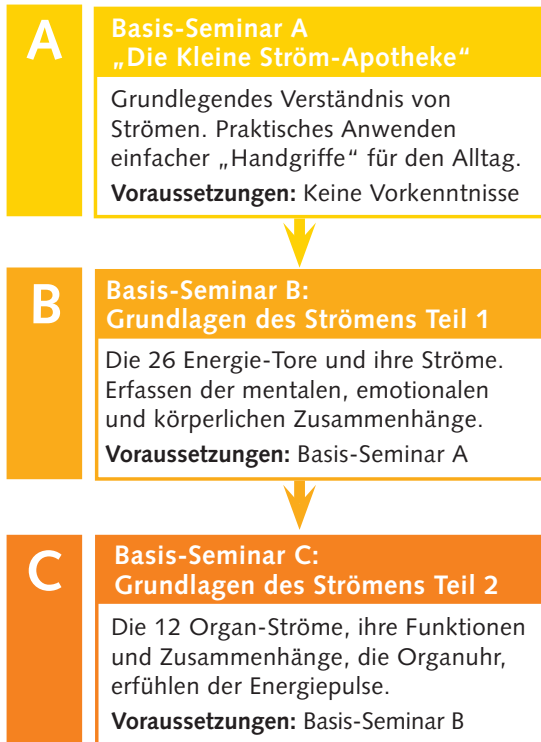 A
Basis-Seminar A
„Die Kleine Ström-Apotheke“
Grundlegendes Verständnis von
Strömen. Praktisches Anwenden
einfacher „Handgriffe“ für den Alltag.
Voraussetzungen: Keine Vorkenntnisse
B
Basis-Seminar B:
Grundlagen des Strömens Teil 1
Die 26 Energie-Tore und ihre Ströme.
Erfassen der mentalen, emotionalen
und körperlichen Zusammenhänge.
Voraussetzungen: Basis-Seminar A
C
Basis-Seminar C:
Grundlagen des Strömens Teil 2
Die 12 Organ-Ströme, ihre Funktionen
und Zusammenhänge, die Organuhr,
erfühlen der Energiepulse.
Voraussetzungen: Basis-Seminar B